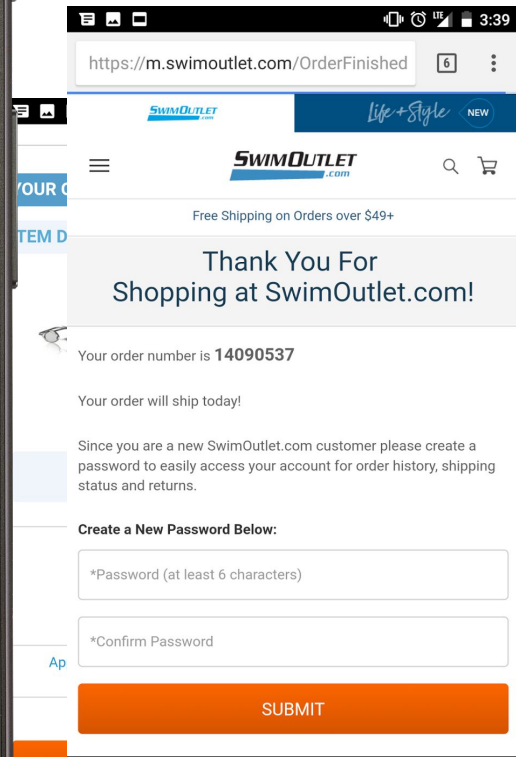 LTE 3:39
https://m.swimoutlet.com/OrderFinished 6
SWIMOUTLET .com Life+Style NEW
SWIMOUTLET .com
Free Shipping on Orders over $49+
Thank You For
Shopping at SwimOutlet.com!
Your order number is 14090537
Your order will ship today!
Since you are a new SwimOutlet.com customer please create a
password to easily access your account for order history, shipping
status and returns.
Create a New Password Below:
*Password (at least 6 characters)
*Confirm Password
SUBMIT
YOUR